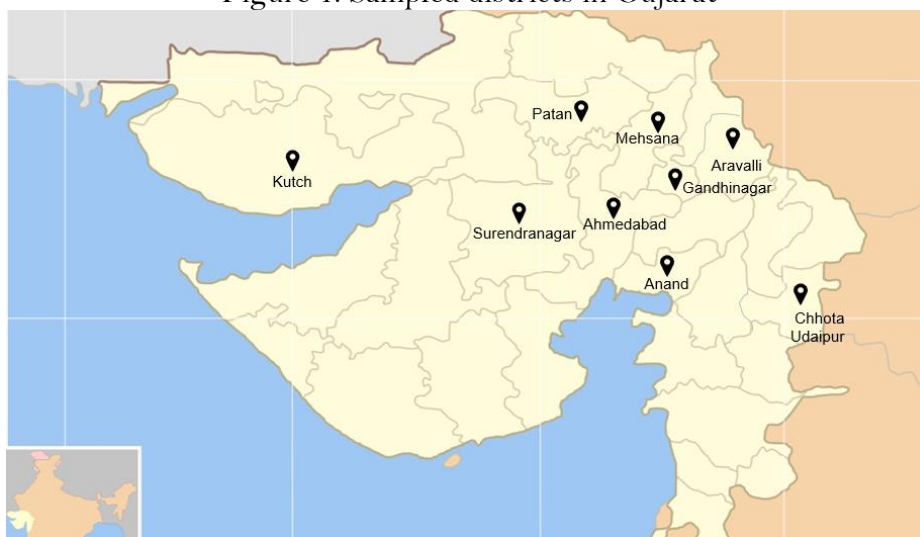 Figure 1. Sampled districts in Gujarat
Patan
Mehsana
Aravalli
Kutch
Gandhinagar
Surendranagar
Ahmedabad
Anand
Chhota
Udaipur